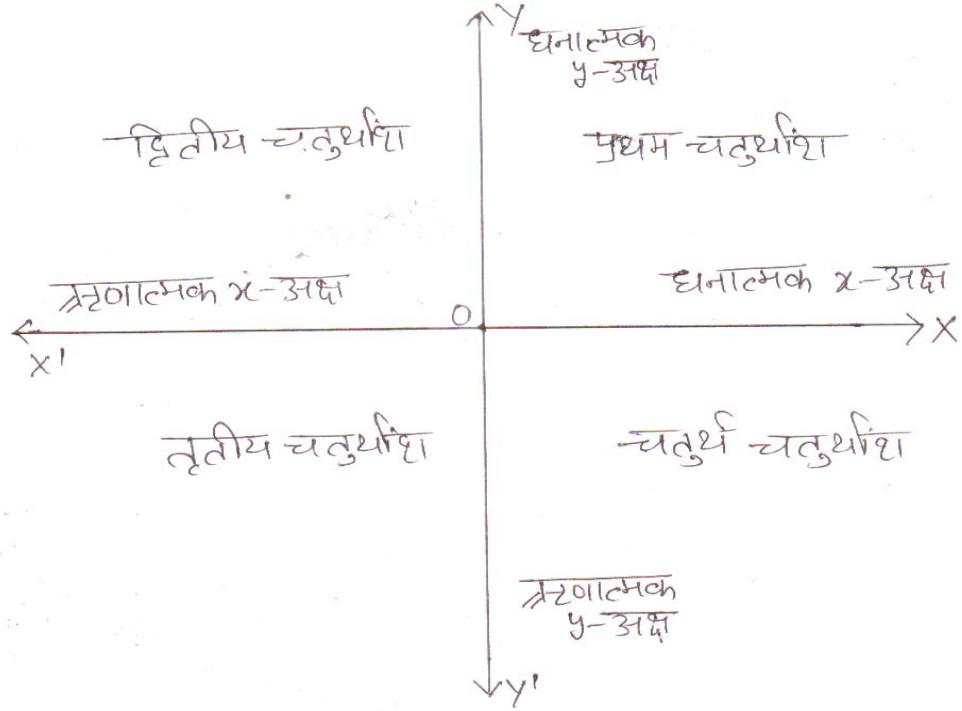 Y
धनात्मक
y-अक्ष
द्वितीय चतुर्थांश
प्रथम चतुर्थांश
ऋणात्मक x-अक्ष
धनात्मक x-अक्ष
O
X
X'
तृतीय चतुर्थांश
चतुर्थ चतुर्थांश
ऋणात्मक
y-अक्ष
Y'